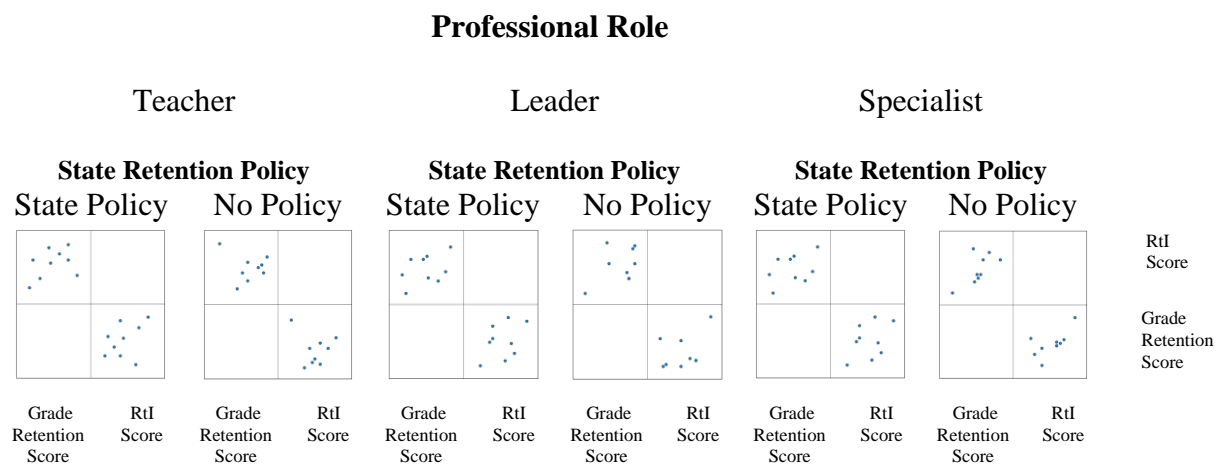 Professional Role
Teacher Leader Specialist
State Retention Policy State Retention Policy State Retention Policy
State Policy No Policy State Policy No Policy State Policy No Policy
RtI
Score
Grade
Retention
Score
Grade RtI Grade RtI Grade RtI Grade RtI Grade RtI Grade RtI
Retention Score Retention Score Retention Score Retention Score Retention Score Retention Score
Score Score Score Score Score Score